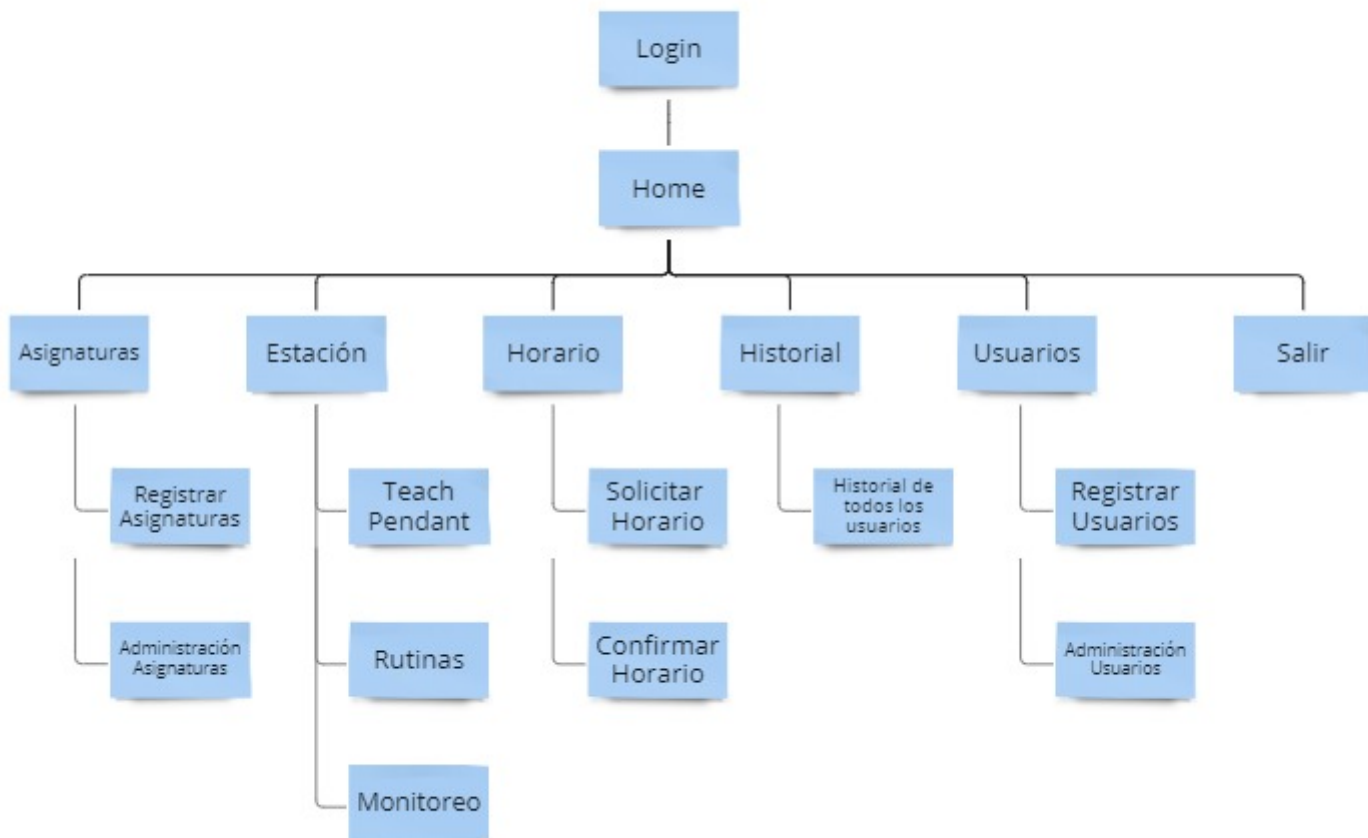 Login
Home
Asignaturas
Estación
Horario
Historial
Usuarios
Salir
Registrar
Asignaturas
Teach
Pendant
Solicitar
Horario
Historial de
todos los
usuarios
Registrar
Usuarios
Administración
Asignaturas
Rutinas
Confirmar
Horario
Administración
Usuarios
Monitoreo